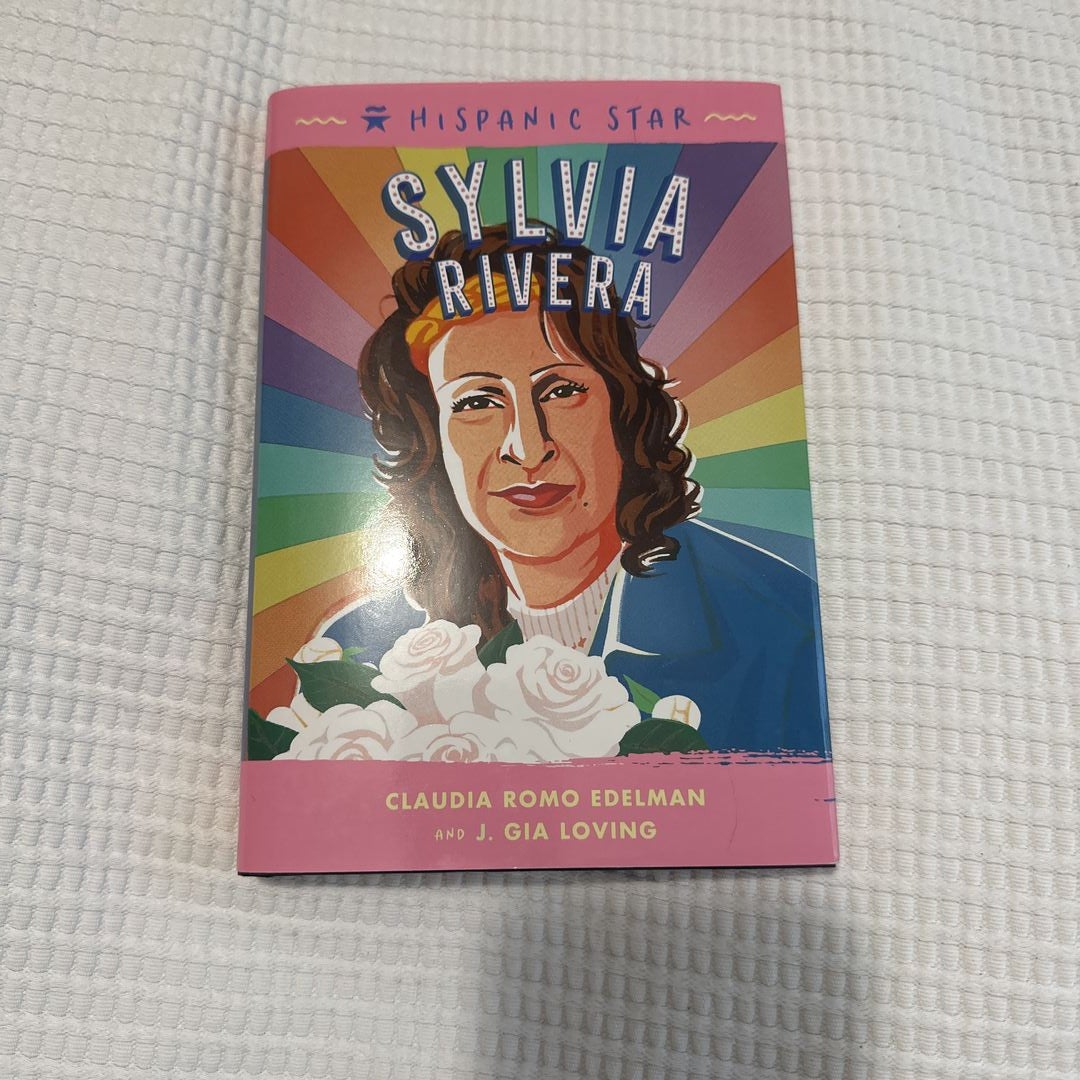 HISPANIC STAR
SYLVIA
RIVERA
CLAUDIA ROMO EDELMAN
AND J. GIA LOVING